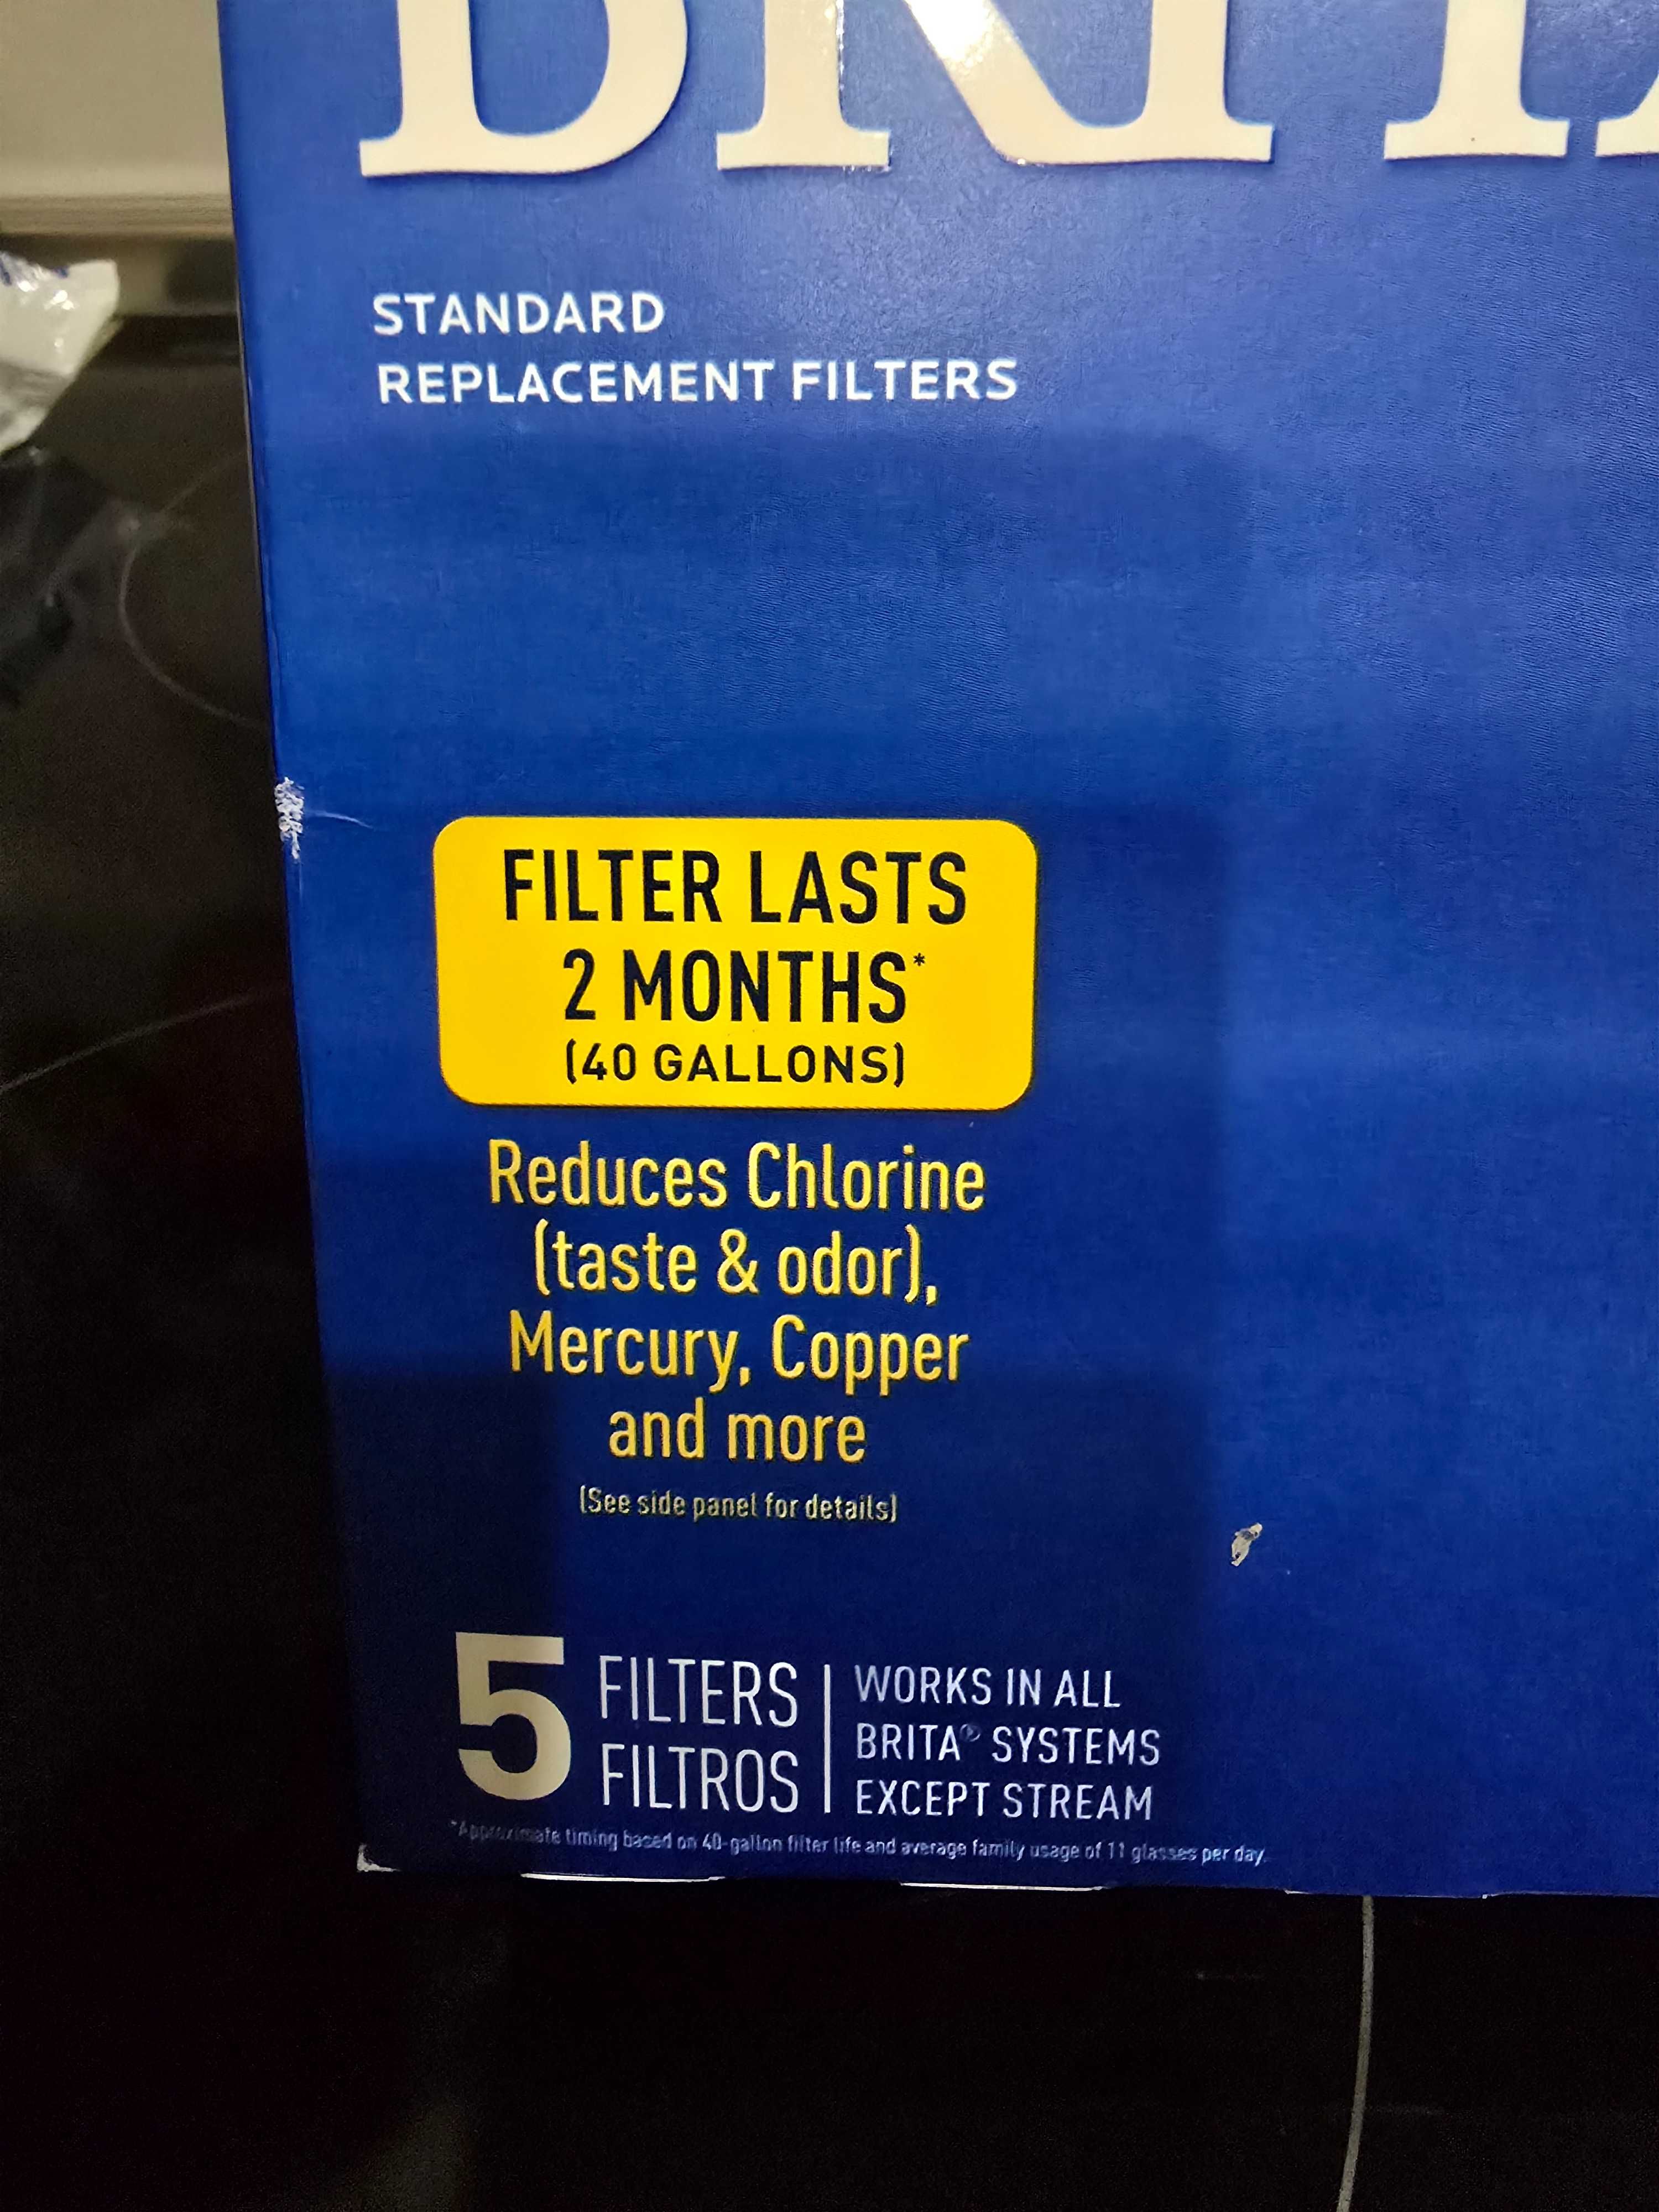 BRITA
STANDARD
REPLACEMENT FILTERS
FILTER LASTS
2 MONTHS*
(40 GALLONS)
Reduces Chlorine
(taste & odor),
Mercury, Copper
and more
(See side panel for details)
5 FILTERS
FILTROS
WORKS IN ALL
BRITA® SYSTEMS
EXCEPT STREAM
*Approximate timing based on 40-gallon filter life and average family usage of 11 glasses per day.